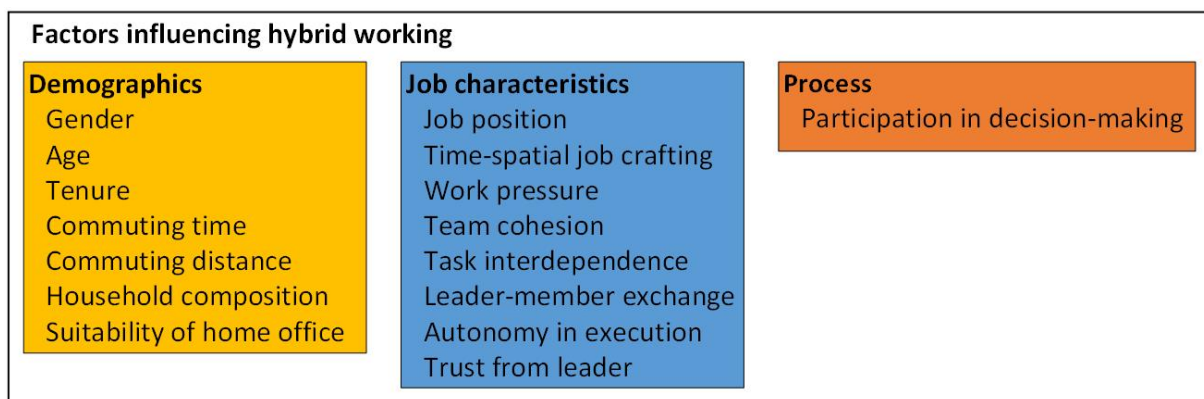 Factors influencing hybrid working
Demographics
Gender
Age
Tenure
Commuting time
Commuting distance
Household composition
Suitability of home office
Job characteristics
Job position
Time-spatial job crafting
Work pressure
Team cohesion
Task interdependence
Leader-member exchange
Autonomy in execution
Trust from leader
Process
Participation in decision-making